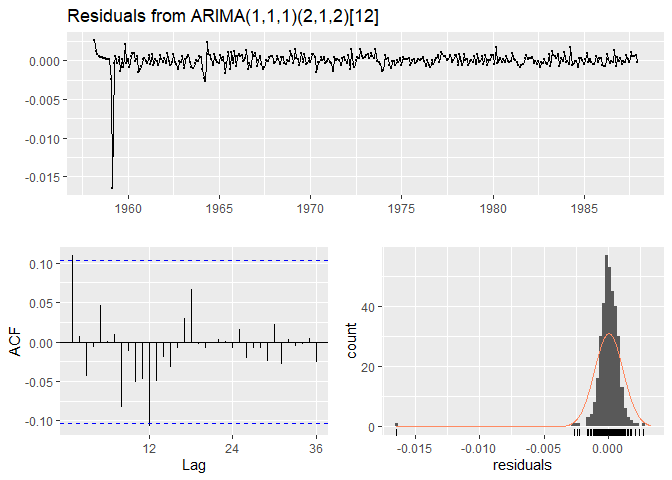 Residuals from ARIMA(1,1,1)(2,1,2)[12]
0.000
-0.005
-0.010
-0.015
1960 1965 1970 1975 1980 1985
0.10
0.05
0.00
-0.05
-0.10
ACF
12 24 36
Lag
40
20
0
count
-0.015 -0.010 -0.005 0.000
residuals